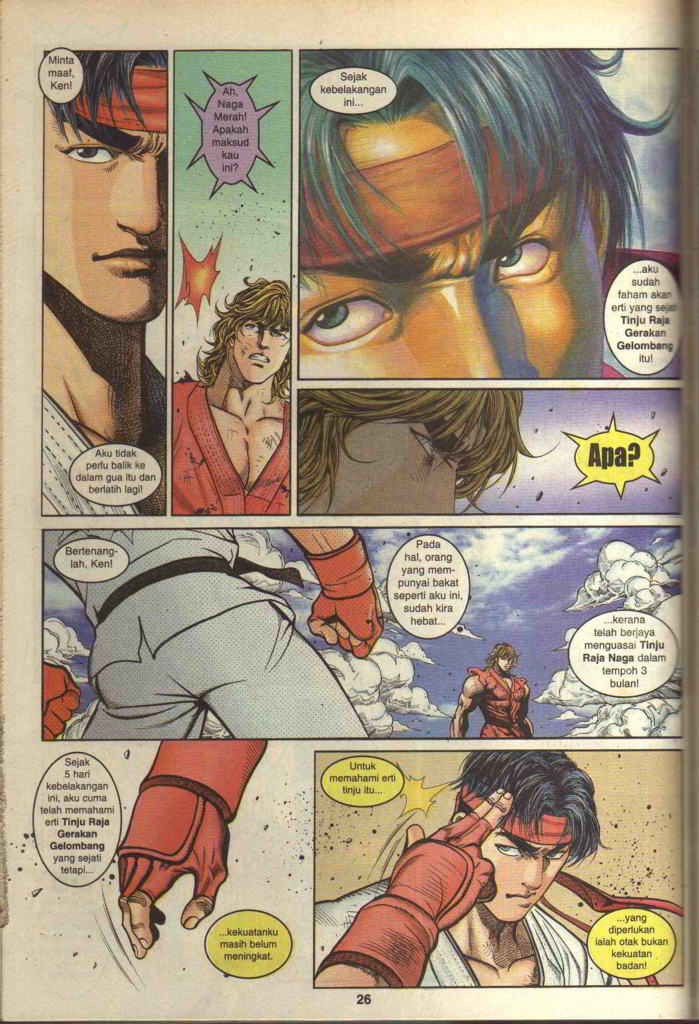 Minta
maaf,
Ken!
Aku tidak
perlu balik ke
dalam gua itu dan
berlatih lagi!
Ah,
Naga
Merah!
Apakah
maksud
kau
ini?
Sejak
kebelakangan
ini...
...aku
sudah
faham akan
erti yang sejati
Tinju Raja
Gerakan
Gelombang
itu!
Apa?
Bertenang-
lah, Ken!
Pada
hal, orang
yang mem-
punyai bakat
seperti aku ini,
sudah kira
hebat...
...kerana
telah berjaya
menguasai Tinju
Raja Naga dalam
tempoh 3
bulan!
Sejak
5 hari
kebelakangan
ini, aku cuma
telah memahami
erti Tinju Raja
Gerakan
Gelombang
yang sejati
tetapi...
...kekuatanku
masih belum
meningkat.
Untuk
memahami erti
tinju itu...
...yang
diperlukan
ialah otak bukan
kekuatan
badan!
26